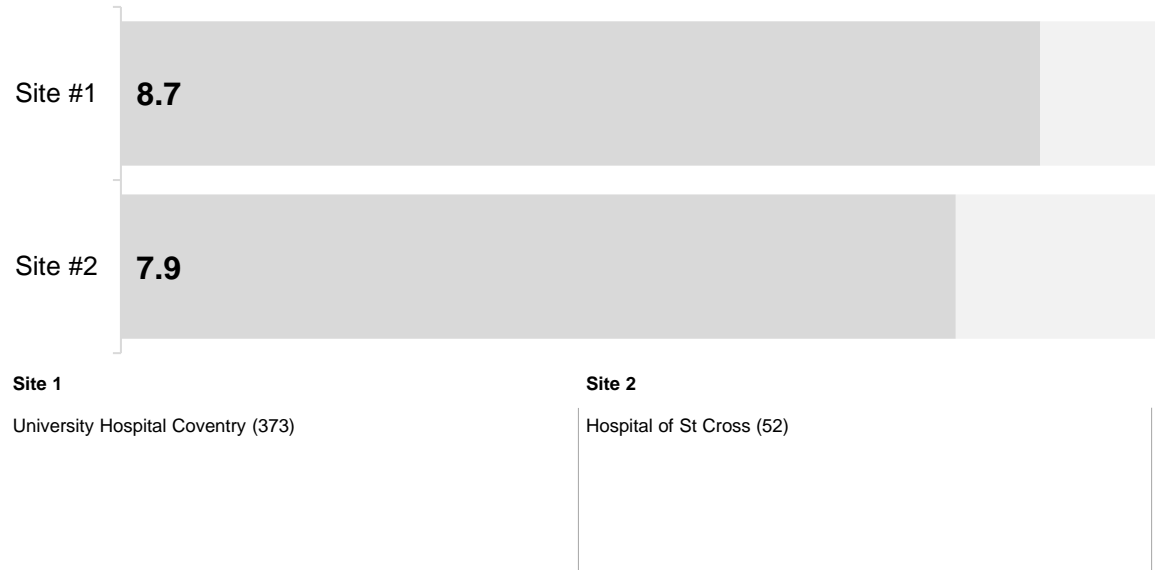 Site #1
8.7
Site #2
7.9
Site 1
Site 2
University Hospital Coventry (373)
Hospital of St Cross (52)